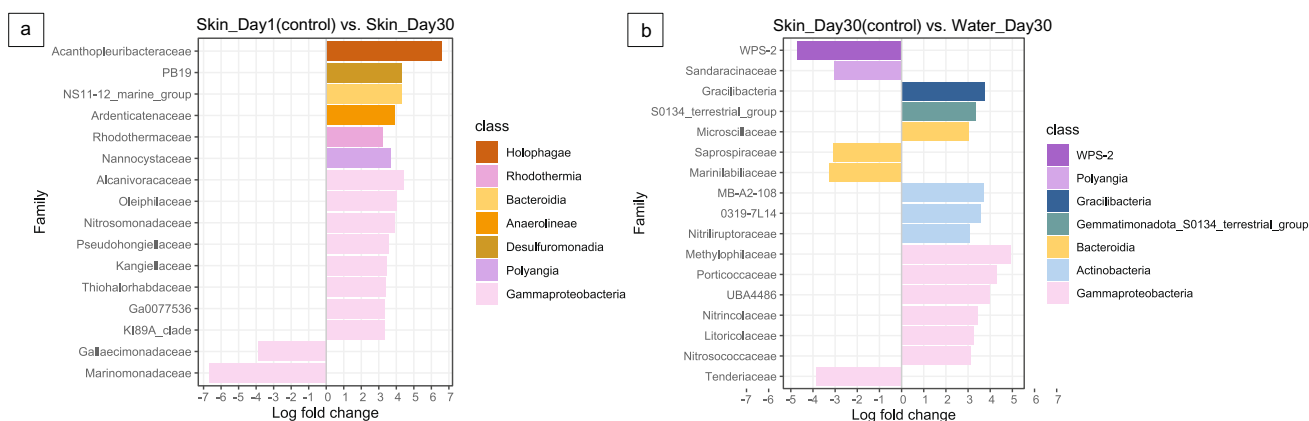 a
Skin_Day1(control) vs. Skin_Day30
Family
Acanthopleuribacteraceae
PB19
NS11-12_marine_group
Ardenticatenaceae
Rhodothermaceae
Nannocystaceae
Alcanivoracaceae
Oleiphilaceae
Nitrosomonadaceae
Pseudohongiellaceae
Kangiellaceae
Thiohalorhabdaceae
Ga0077536
KI89A_clade
Gallaecimonadaceae
Marinomonadaceae
-7 -6 -5 -4 -3 -2 -1 0 1 2 3 4 5 6 7
Log fold change
class
Holophagae
Rhodothermia
Bacteroidia
Anaerolineae
Desulfuromonadia
Polyangia
Gammaproteobacteria
b
Skin_Day30(control) vs. Water_Day30
Family
WPS-2
Sandaracinaceae
Gracilibacteria
S0134_terrestrial_group
Microscillaceae
Saprospiraceae
Marinilabiliaceae
MB-A2-108
0319-7L14
Nitriliruptoraceae
Methylophilaceae
Porticoccaceae
UBA4486
Nitrincolaceae
Litoricolaceae
Nitrosococcaceae
Tenderiaceae
-7 -6 -5 -4 -3 -2 -1 0 1 2 3 4 5 6 7
Log fold change
class
WPS-2
Polyangia
Gracilibacteria
Gemmatimonadota_S0134_terrestrial_group
Bacteroidia
Actinobacteria
Gammaproteobacteria